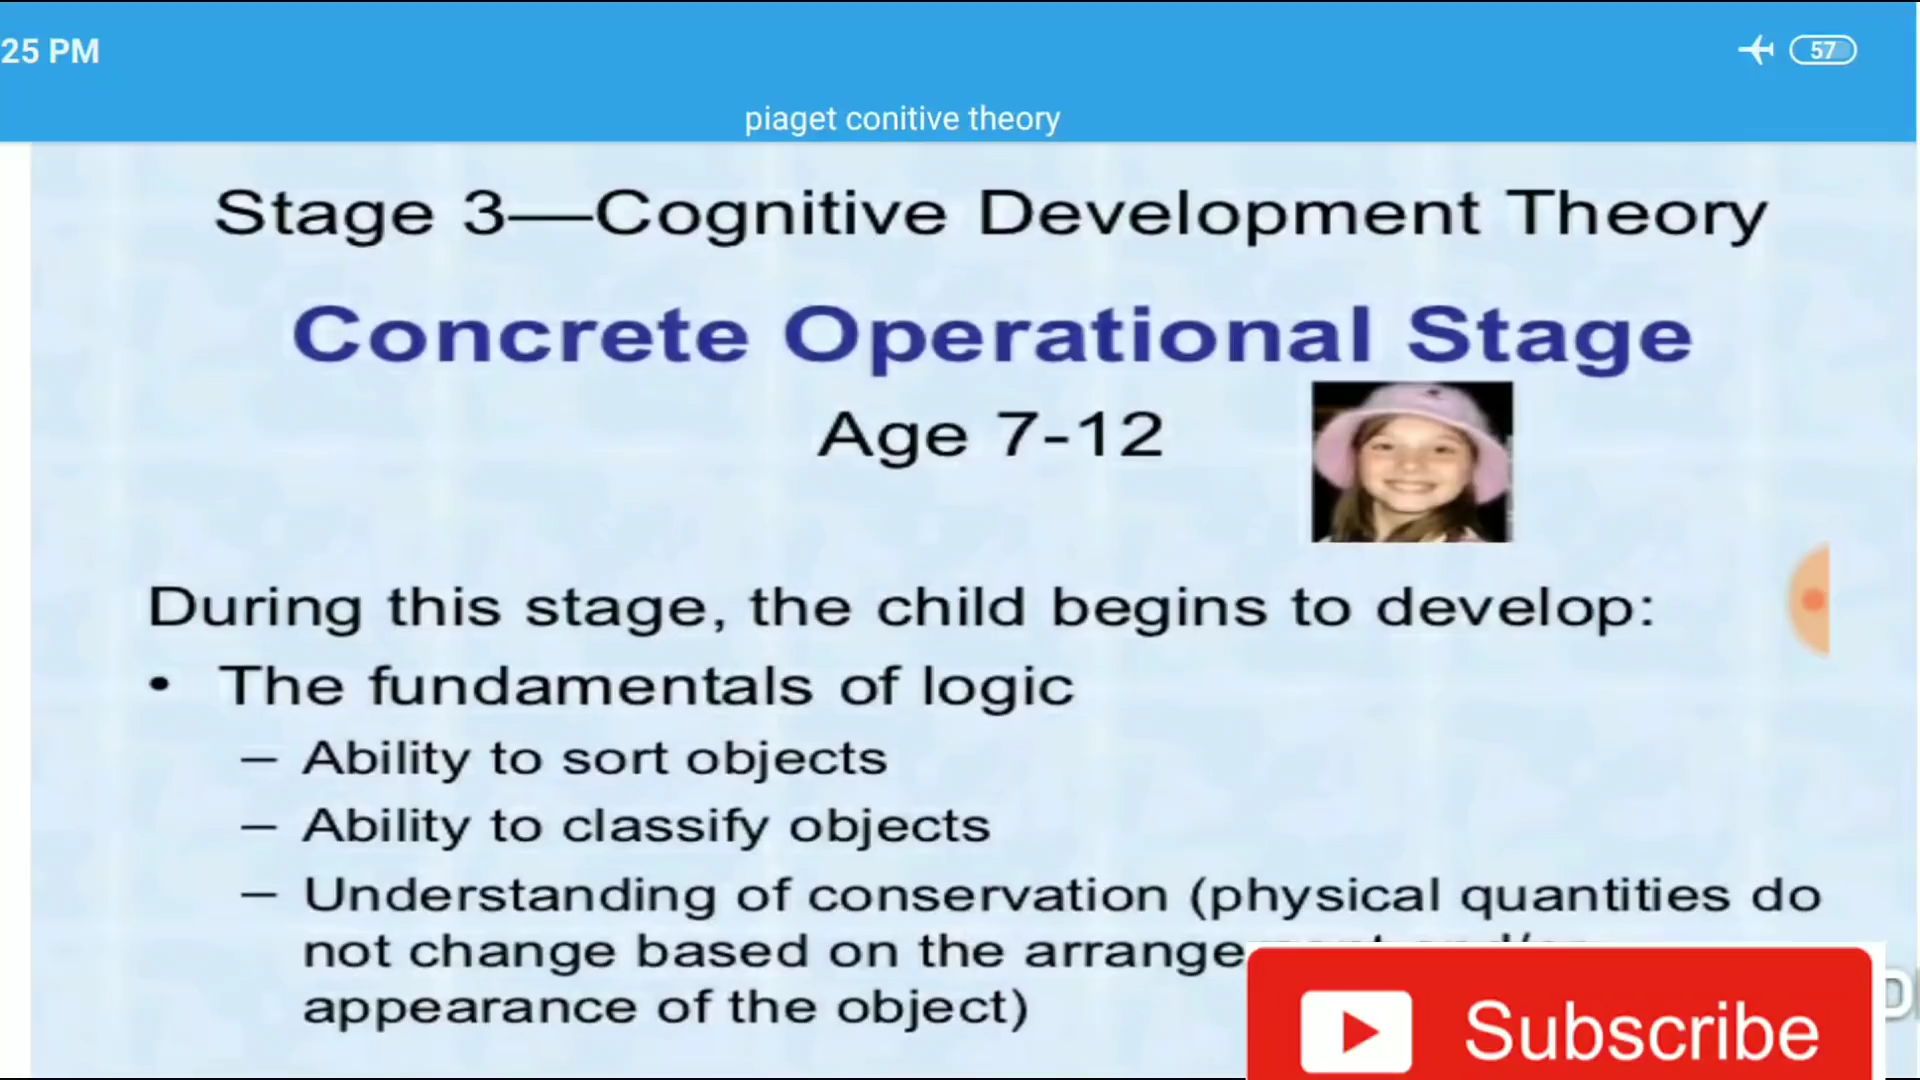 25 PM
57
piaget conitive theory
Stage 3—Cognitive Development Theory
Concrete Operational Stage
Age 7-12
During this stage, the child begins to develop:
• The fundamentals of logic
– Ability to sort objects
– Ability to classify objects
– Understanding of conservation (physical quantities do
not change based on the
appearance of the object)
Subscribe